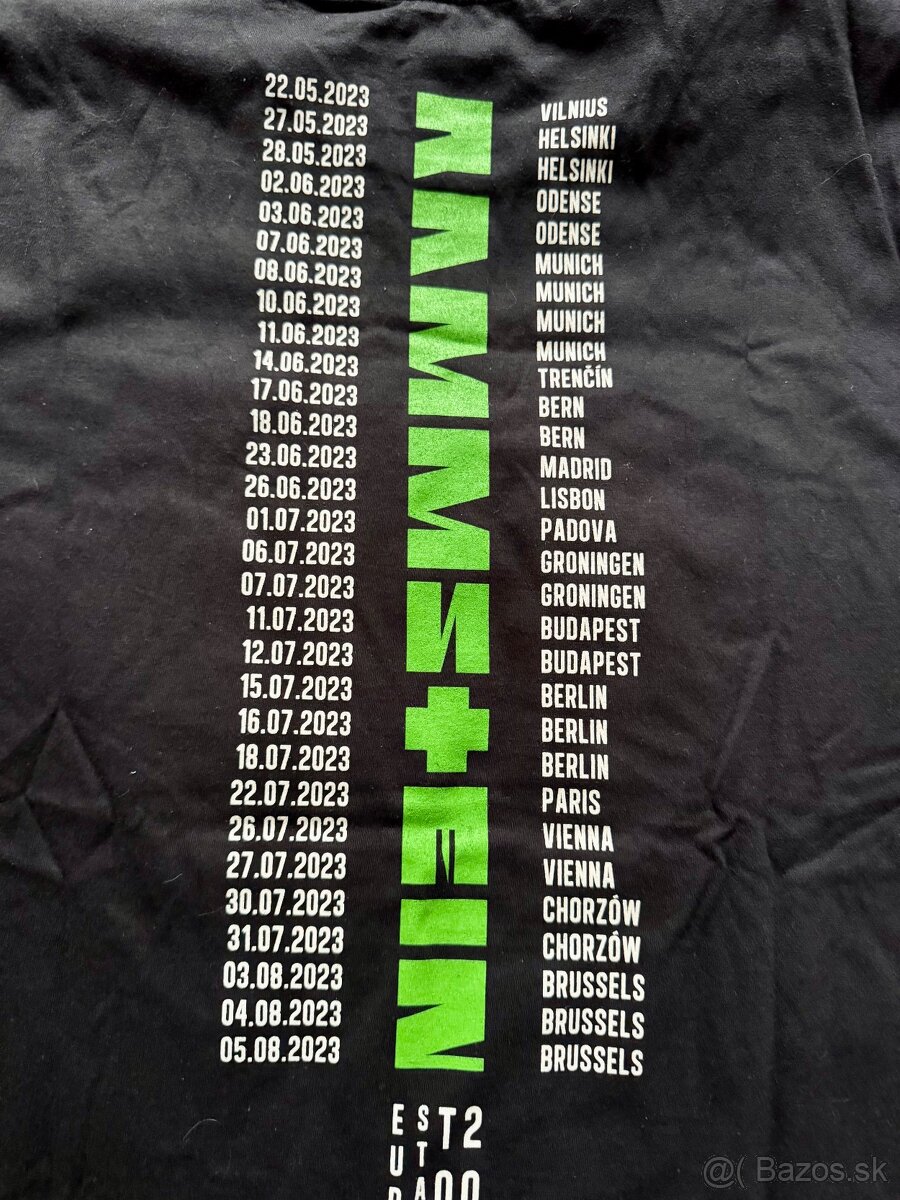 22.05.2023 VILNIUS
27.05.2023 HELSINKI
28.05.2023 HELSINKI
02.06.2023 ODENSE
03.06.2023 ODENSE
07.06.2023 MUNICH
08.06.2023 MUNICH
10.06.2023 MUNICH
11.06.2023 MUNICH
14.06.2023 TRENČÍN
17.06.2023 BERN
18.06.2023 BERN
23.06.2023 MADRID
26.06.2023 LISBON
01.07.2023 PADOVA
06.07.2023 GRONINGEN
07.07.2023 GRONINGEN
11.07.2023 BUDAPEST
12.07.2023 BUDAPEST
15.07.2023 BERLIN
16.07.2023 BERLIN
18.07.2023 BERLIN
22.07.2023 PARIS
26.07.2023 VIENNA
27.07.2023 VIENNA
30.07.2023 CHORZÓW
31.07.2023 CHORZÓW
03.08.2023 BRUSSELS
04.08.2023 BRUSSELS
05.08.2023 BRUSSELS
RAMMSTEIN
@( Bazos.sk